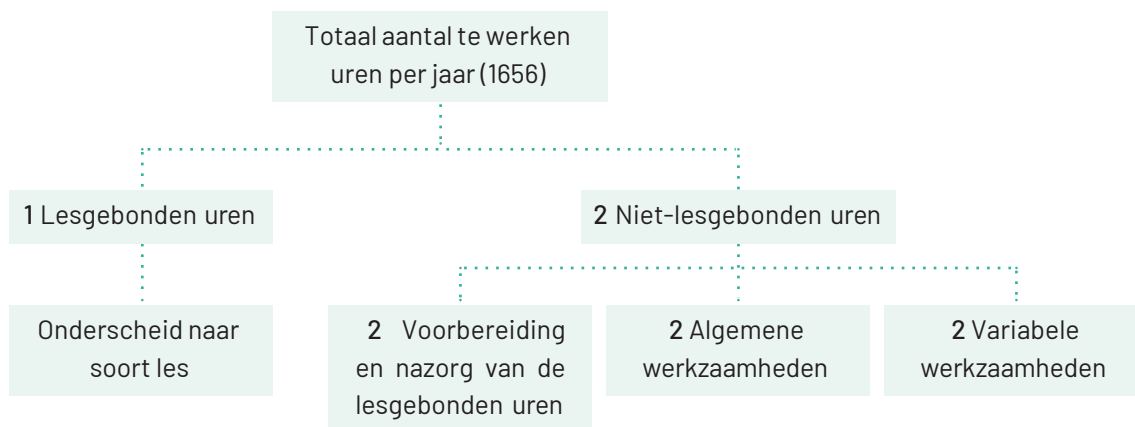 Totaal aantal te werken
uren per jaar (1656)
1 Lesgebonden uren
2 Niet-lesgebonden uren
Onderscheid naar
soort les
2 Voorbereiding
en nazorg van de
lesgebonden uren
2 Algemene
werkzaamheden
2 Variabele
werkzaamheden